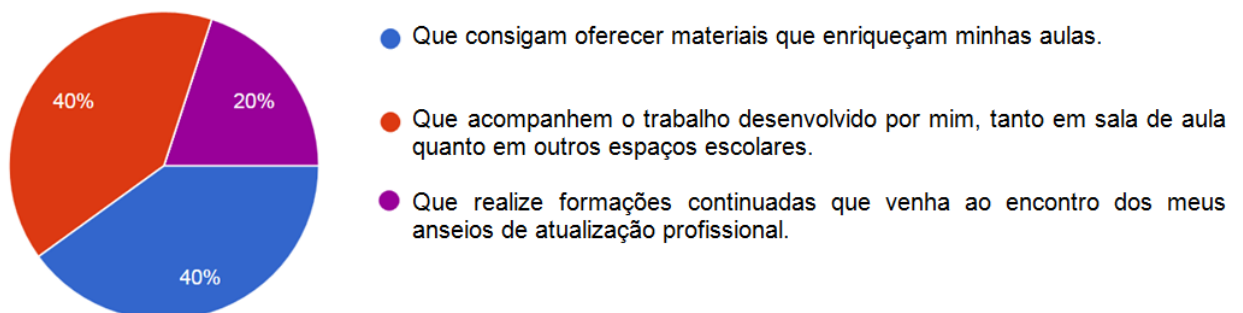 Que consigam oferecer materiais que enriqueçam minhas aulas.
40%
20%
Que acompanhem o trabalho desenvolvido por mim, tanto em sala de aula
quanto em outros espaços escolares.
Que realize formações continuadas que venha ao encontro dos meus
anseios de atualização profissional.
40%